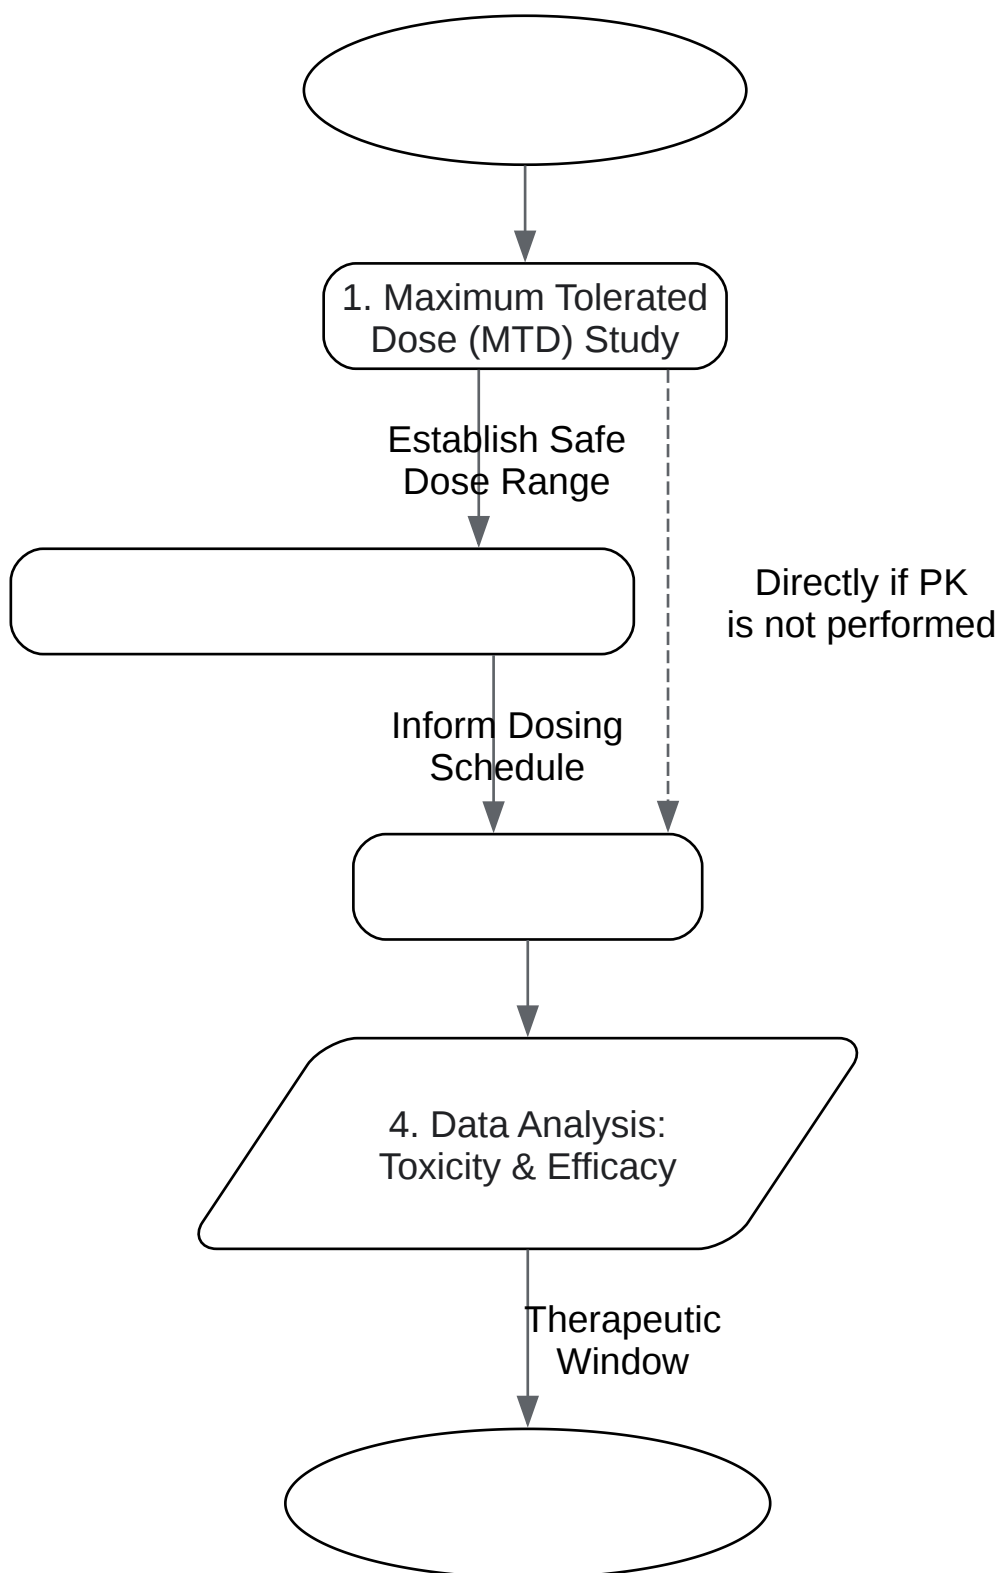 1. Maximum Tolerated
Dose (MTD) Study
Establish Safe
Dose Range
Directly if PK
is not performed
Inform Dosing
Schedule
4. Data Analysis:
Toxicity & Efficacy
Therapeutic
Window